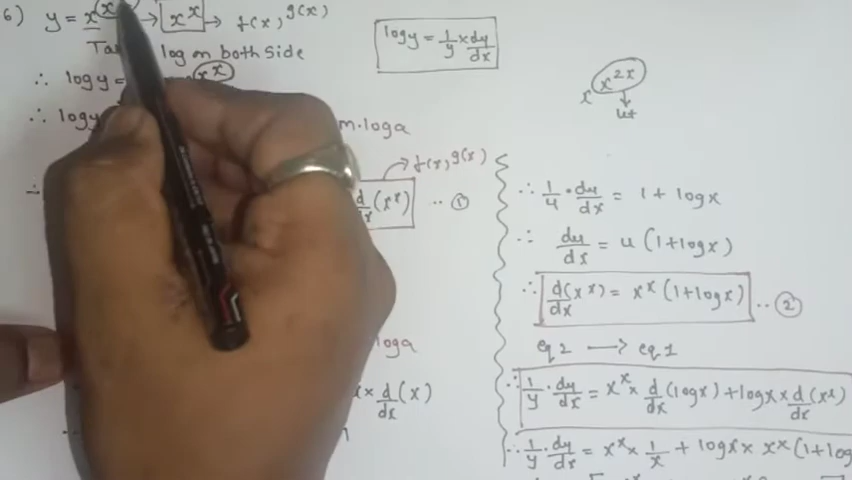 6) y = x^(x → x^x → f(x)^g(x)
Ta log on both side
∴ log y = x^x
∴ log y m·log a
→ f(x)^g(x)
d/dx (x^x) ·· ①
log a
x d/dx (x)
log y = 1/y × dy/dx
x^x^2x
↓
let
∴ 1/u · du/dx = 1 + log x
∴ du/dx = u (1+log x)
∴ d/dx (x^x) = x^x (1+log x) ·· ②
eq 2 → eq 1
∴ 1/y · dy/dx = x^x × d/dx (log x) + log x × d/dx (x^x)
∴ 1/y · dy/dx = x^x × 1/x + log x × x^x (1+log